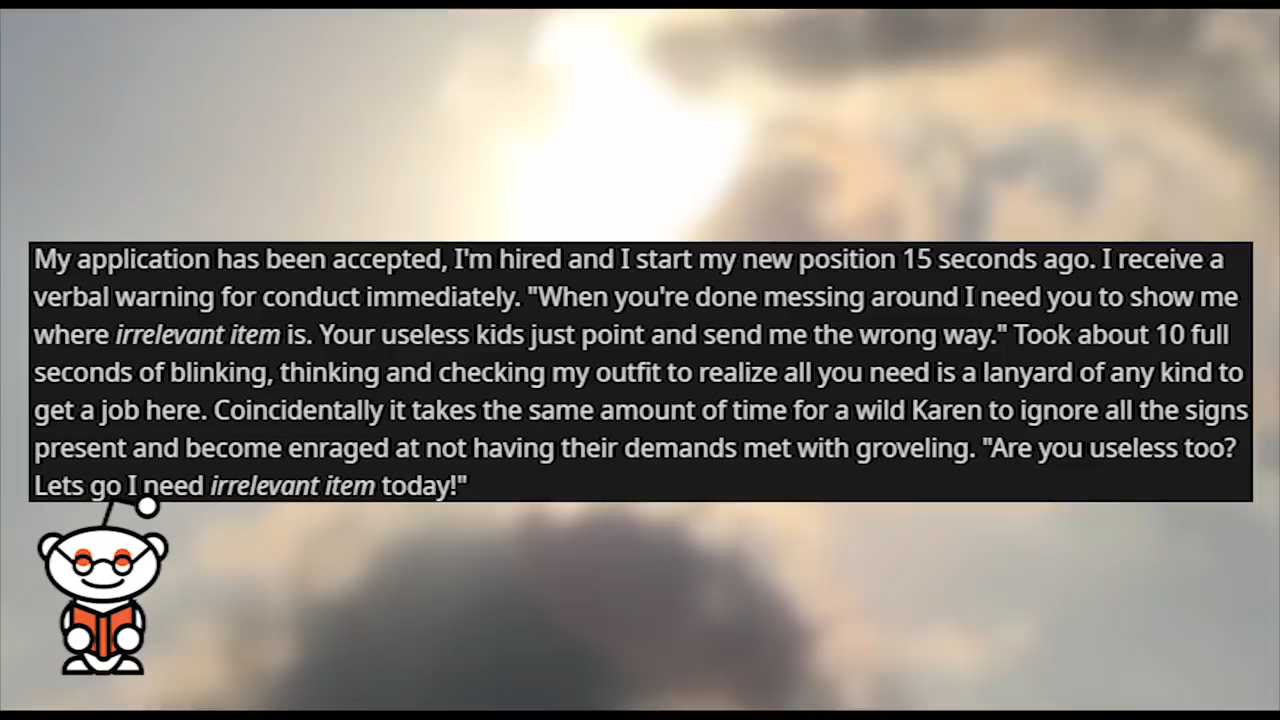 My application has been accepted, I'm hired and I start my new position 15 seconds ago. I receive a
verbal warning for conduct immediately. "When you're done messing around I need you to show me
where irrelevant item is. Your useless kids just point and send me the wrong way." Took about 10 full
seconds of blinking, thinking and checking my outfit to realize all you need is a lanyard of any kind to
get a job here. Coincidentally it takes the same amount of time for a wild Karen to ignore all the signs
present and become enraged at not having their demands met with groveling. "Are you useless too?
Lets go I need irrelevant item today!"